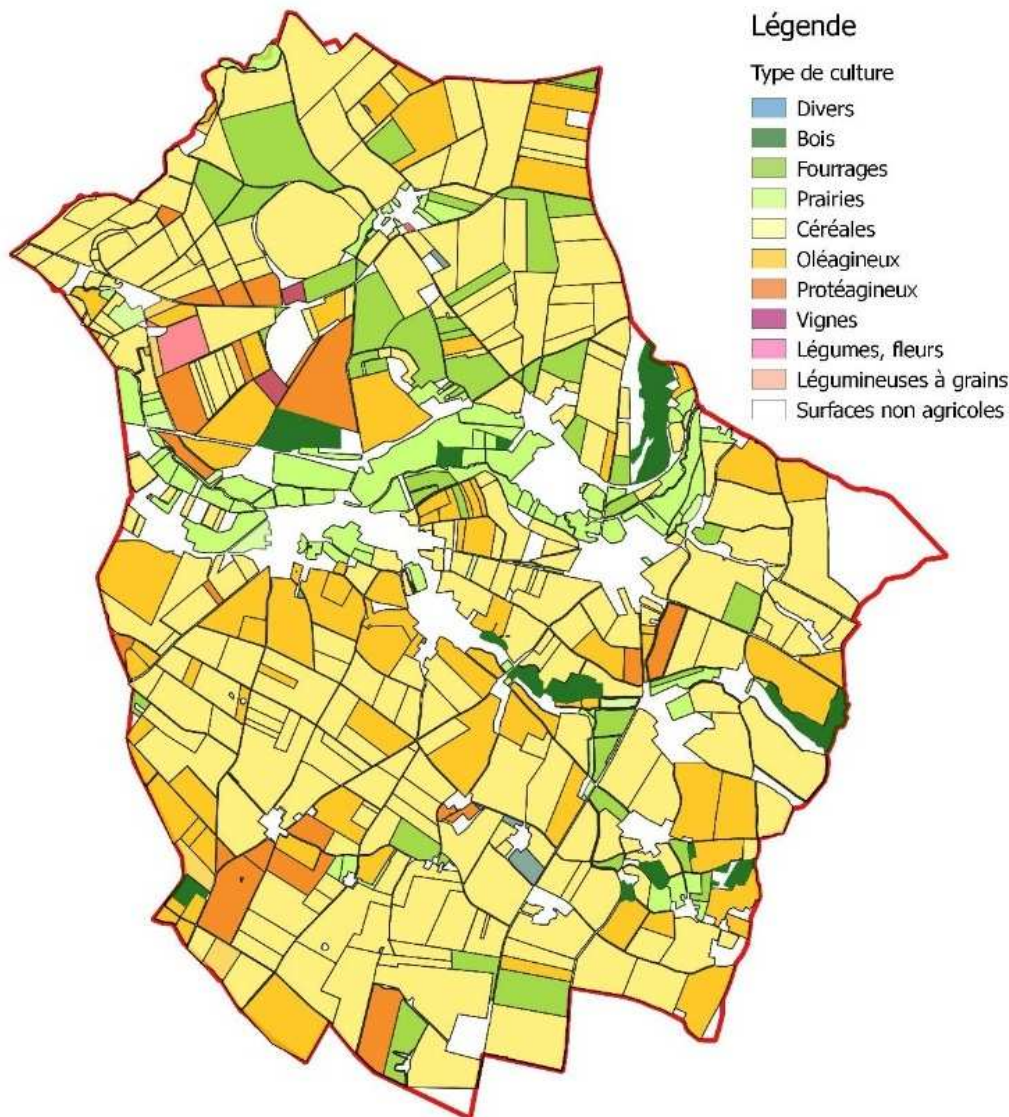 Légende
Type de culture
Divers
Bois
Fourrages
Prairies
Céréales
Oléagineux
Protéagineux
Vignes
Légumes, fleurs
Légumineuses à grains
Surfaces non agricoles